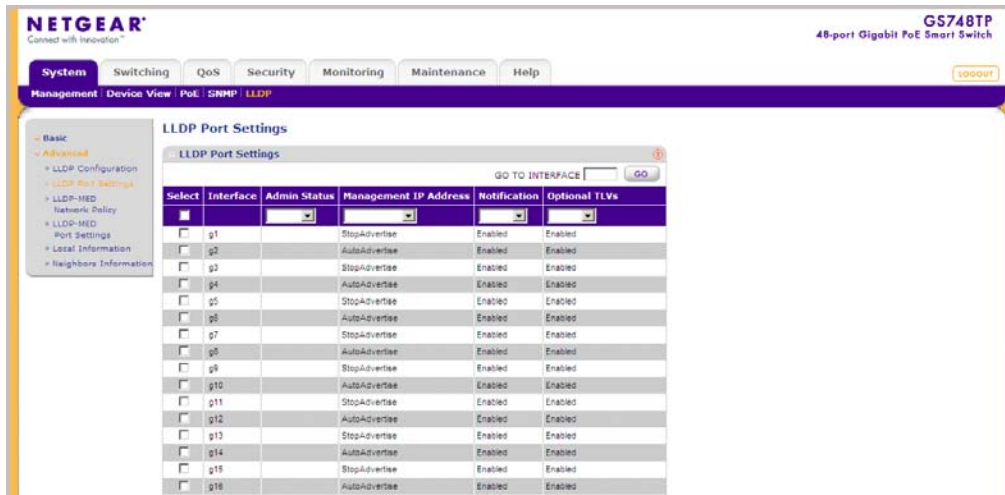 NETGEAR
Connect with Innovation™
GS748TP
48-port Gigabit PoE Smart Switch
System Switching QoS Security Monitoring Maintenance Help
LOGOUT
Management Device View PoE SNMP LLDP
Basic
Advanced
LLDP Configuration
LLDP Port Settings
LLDP-MED
Network Policy
LLDP-MED
Port Settings
Local Information
Neighbors Information
LLDP Port Settings
LLDP Port Settings
GO TO INTERFACE GO
Select Interface Admin Status Management IP Address Notification Optional TLVs
g1 StopAdvertise Enabled Enabled
g2 AutoAdvertise Enabled Enabled
g3 StopAdvertise Enabled Enabled
g4 AutoAdvertise Enabled Enabled
g5 StopAdvertise Enabled Enabled
g6 AutoAdvertise Enabled Enabled
g7 StopAdvertise Enabled Enabled
g8 AutoAdvertise Enabled Enabled
g9 StopAdvertise Enabled Enabled
g10 AutoAdvertise Enabled Enabled
g11 StopAdvertise Enabled Enabled
g12 AutoAdvertise Enabled Enabled
g13 StopAdvertise Enabled Enabled
g14 AutoAdvertise Enabled Enabled
g15 StopAdvertise Enabled Enabled
g16 AutoAdvertise Enabled Enabled